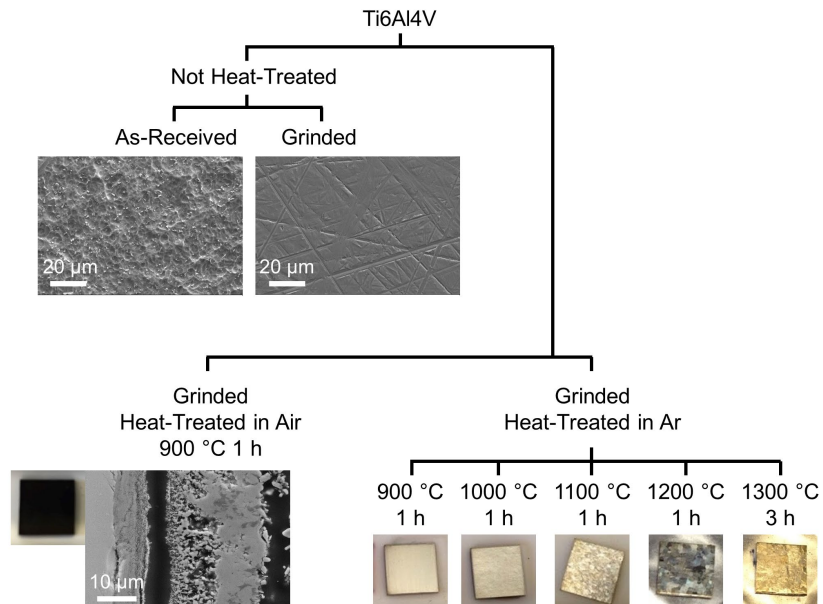 Ti6Al4V
Not Heat-Treated
As-Received
Grinded
20 μm
20 μm
Grinded
Heat-Treated in Air
900 °C 1 h
10 μm
Grinded
Heat-Treated in Ar
900 °C
1 h
1000 °C
1 h
1100 °C
1 h
1200 °C
1 h
1300 °C
3 h